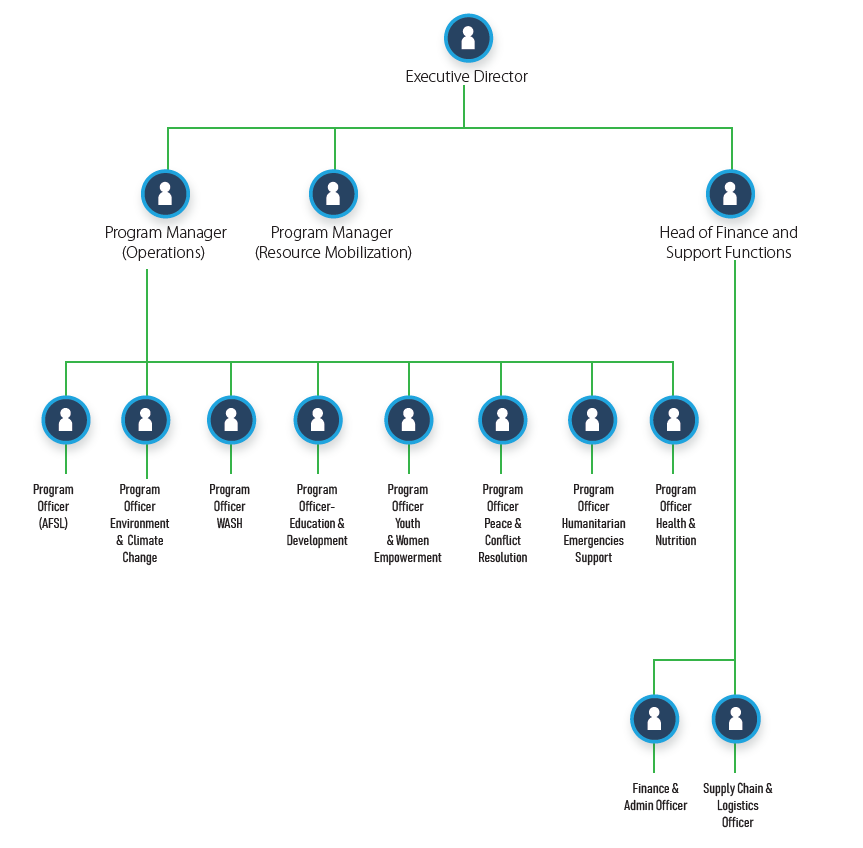 Executive Director
Program Manager
(Operations)
Program Manager
(Resource Mobilization)
Head of Finance and
Support Functions
Program
Officer
(AFSL)
Program
Officer
Environment
& Climate
Change
Program
Officer
WASH
Program
Officer-
Education &
Development
Program
Officer
Youth
& Women
Empowerment
Program
Officer
Peace &
Conflict
Resolution
Program
Officer
Humanitarian
Emergencies
Support
Program
Officer
Health &
Nutrition
Finance &
Admin Officer
Supply Chain &
Logistics
Officer